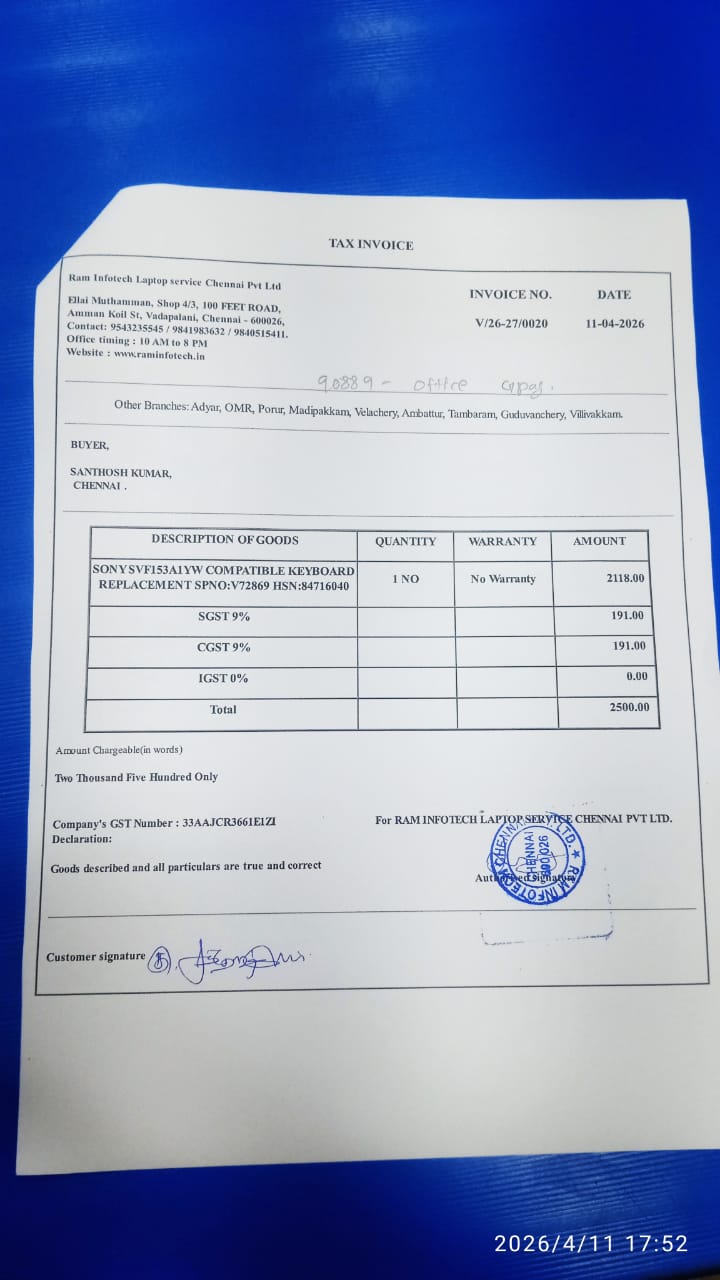 TAX INVOICE
Ram Infotech Laptop service Chennai Pvt Ltd
Ellai Muthamman, Shop 4/3, 100 FEET ROAD,
Amman Koil St, Vadapalani, Chennai - 600026,
Contact: 9543235545 / 9841983632 / 9840515411.
Office timing : 10 AM to 8 PM
Website : www.raminfotech.in
INVOICE NO. DATE
V/26-27/0020 11-04-2026
90889 - office
Other Branches: Adyar, OMR, Porur, Madipakkam, Velachery, Ambattur, Tambaram, Guduvanchery, Villivakkam.
BUYER,
SANTHOSH KUMAR,
CHENNAI .
DESCRIPTION OF GOODS QUANTITY WARRANTY AMOUNT
SONY SVF153A1YW COMPATIBLE KEYBOARD
REPLACEMENT SPNO:V72869 HSN:84716040 1 NO No Warranty 2118.00
SGST 9% 191.00
CGST 9% 191.00
IGST 0% 0.00
Total 2500.00
Amount Chargeable(in words)
Two Thousand Five Hundred Only
Company's GST Number : 33AAJCR3661E1ZI
Declaration:
For RAM INFOTECH LAPTOP SERVICE CHENNAI PVT LTD.
CHENNAI
600 026
Authorised signature
Goods described and all particulars are true and correct
Customer signature
2026/4/11 17:52